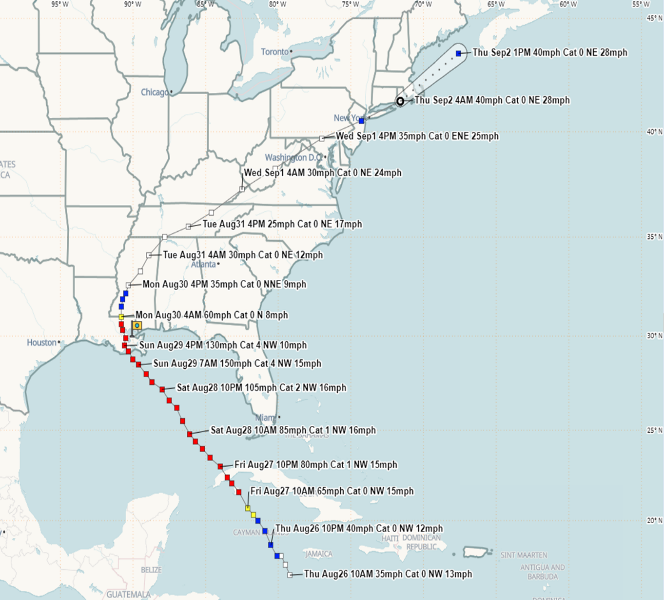 95°W 90°W 85°W 80°W 75°W 70°W 65°W 60°W 55°W
45°N
Toronto
Thu Sep2 1PM 40mph Cat 0 NE 28mph
Chicago
Thu Sep2 4AM 40mph Cat 0 NE 28mph
New York
40°N
Wed Sep1 4PM 35mph Cat 0 ENE 25mph
Washington D.C.
ATES
CA
Wed Sep1 4AM 30mph Cat 0 NE 24mph
Tue Aug31 4PM 25mph Cat 0 NE 17mph
35°N
Tue Aug31 4AM 30mph Cat 0 NE 12mph
Atlanta
Mon Aug30 4PM 35mph Cat 0 NNE 9mph
Mon Aug30 4AM 60mph Cat 0 N 8mph
30°N
Houston
Sun Aug29 4PM 130mph Cat 4 NW 10mph
Sun Aug29 7AM 150mph Cat 4 NW 15mph
Sat Aug28 10PM 105mph Cat 2 NW 16mph
Miami
Sat Aug28 10AM 85mph Cat 1 NW 16mph
25°N
Fri Aug27 10PM 80mph Cat 1 NW 15mph
Fri Aug27 10AM 65mph Cat 0 NW 15mph
20°N
Thu Aug26 10PM 40mph Cat 0 NW 12mph
CAYMAN
HAITI
DOMINICAN
REPUBLIC
JAMAICA
SINT MAARTEN
BELIZE
Thu Aug26 10AM 35mph Cat 0 NW 13mph
ANTIGUA AND
BARBUDA
GUATEMALA
DOMINICA